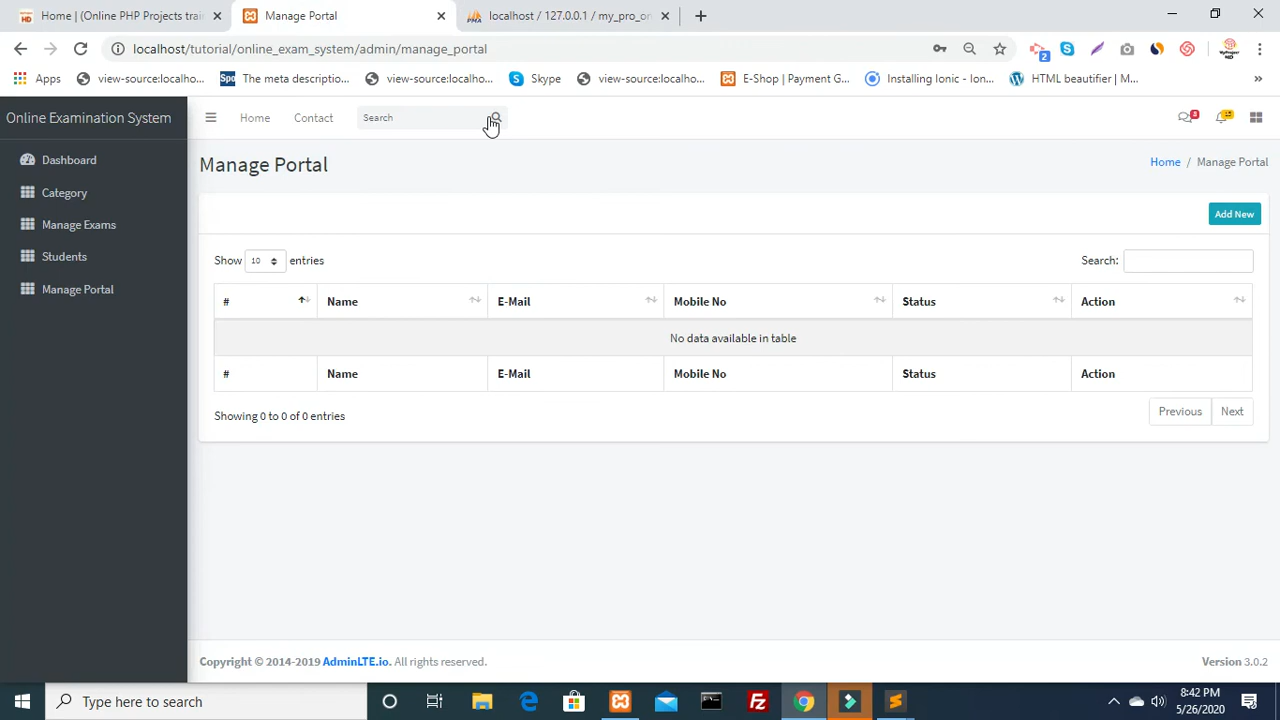 Home | (Online PHP Projects train
Manage Portal
localhost / 127.0.0.1 / my_pro_or
localhost/tutorial/online_exam_system/admin/manage_portal
2
Apps
view-source:localho...
The meta descriptio...
view-source:localho...
Skype
view-source:localho...
E-Shop | Payment G...
Installing Ionic - Ion...
HTML beautifier | M...
»
Online Examination System
Home
Contact
Search
Dashboard
Category
Manage Exams
Students
Manage Portal
Manage Portal
Home / Manage Portal
Add New
Show 10 entries
Search:
# Name E-Mail Mobile No Status Action
No data available in table
# Name E-Mail Mobile No Status Action
Showing 0 to 0 of 0 entries
Previous Next
Copyright © 2014-2019 AdminLTE.io. All rights reserved.
Version 3.0.2
Type here to search
8:42 PM
5/26/2020